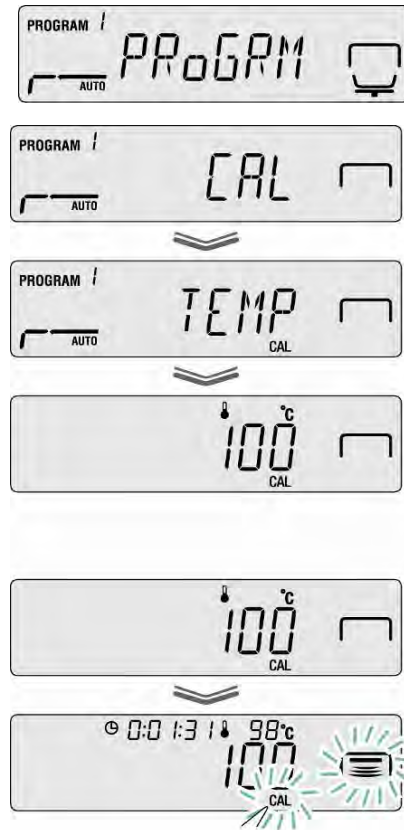 PROGRAM 1
PRoGRM
AUTO
PROGRAM 1
CAL
AUTO
PROGRAM 1
TEMP
AUTO
CAL
°C
100
CAL
°C
100
CAL
0:01:31 98°C
100
CAL